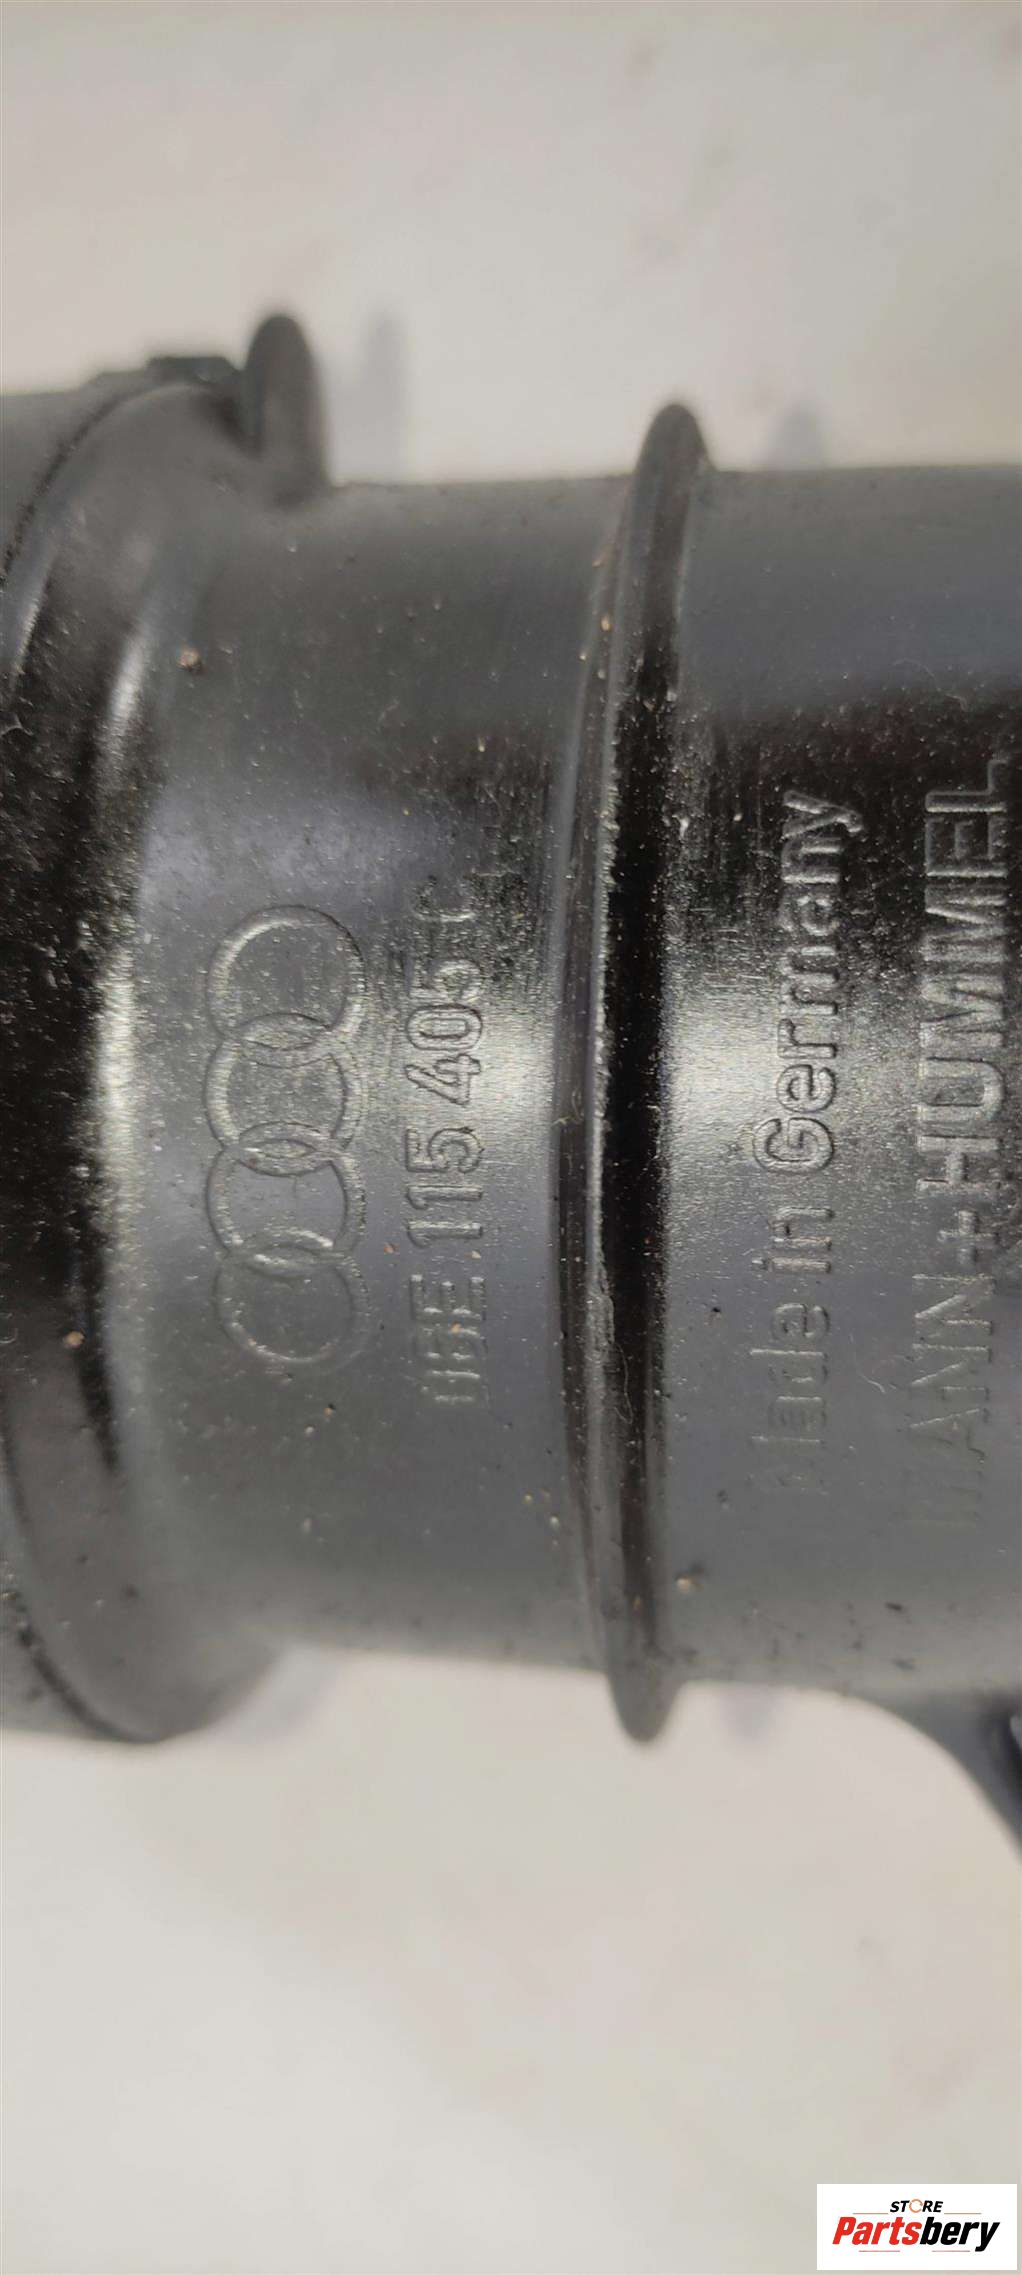 06E 115 405 C
Made in Germany
MANN+HUMMEL
STORE
Partsbery